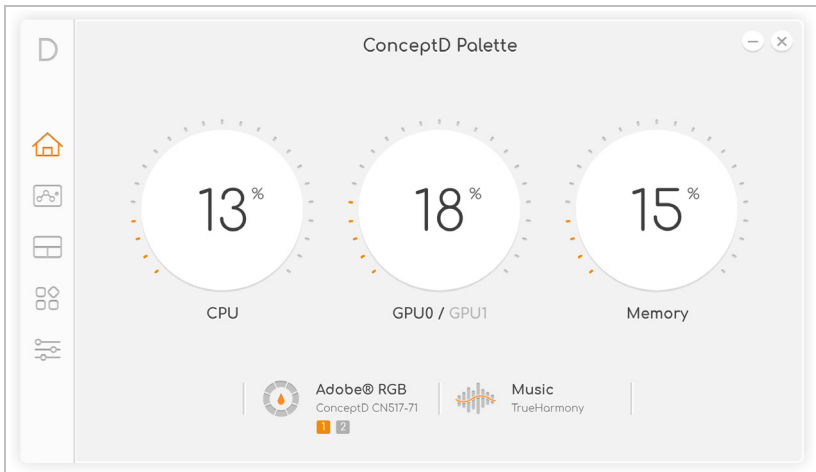 D
ConceptD Palette
13 %
18 %
15 %
CPU
GPU0 / GPU1
Memory
Adobe® RGB
ConceptD CN517-71
1 2
Music
TrueHarmony